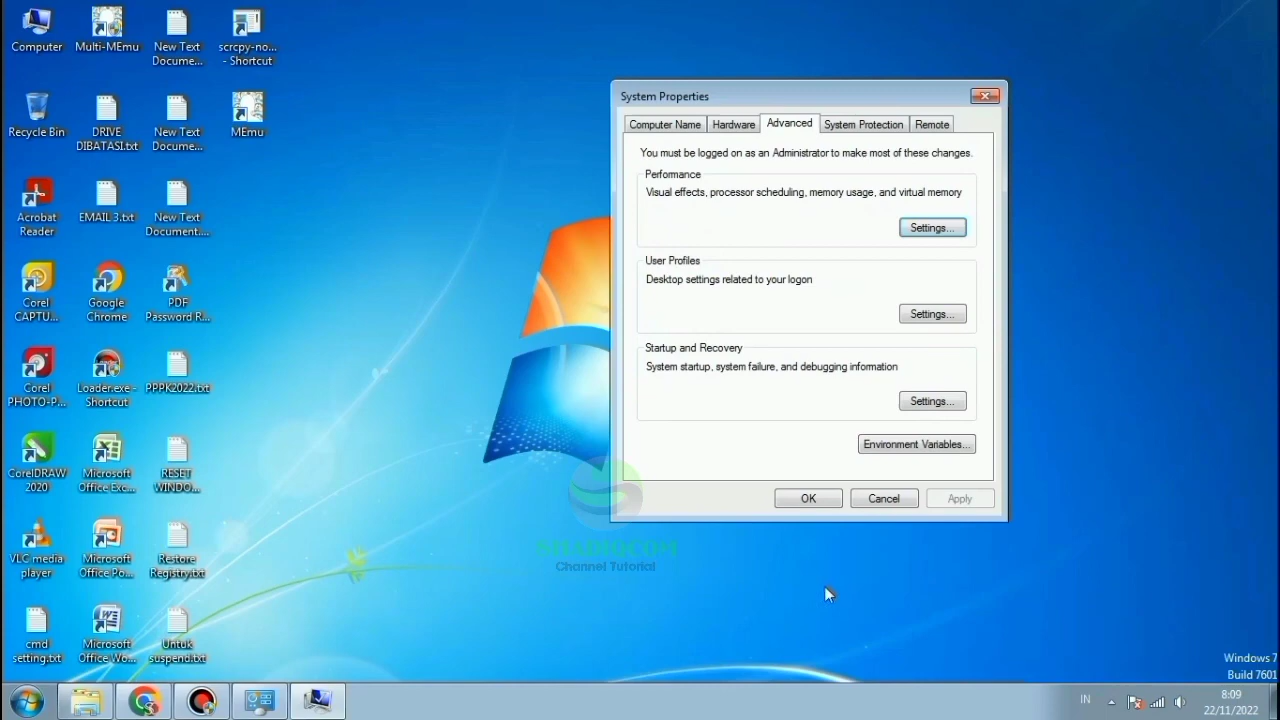 Computer
Multi-MEmu
New Text
Docume...
scrcpy-no...
- Shortcut
Recycle Bin
DRIVE
DIBATASI.txt
New Text
Docume...
MEmu
Acrobat
Reader
EMAIL 3.txt
New Text
Document....
Corel
CAPTU...
Google
Chrome
PDF
Password R...
Corel
PHOTO-P...
Loader.exe -
Shortcut
PPPK2022.txt
CorelDRAW
2020
Microsoft
Office Exc...
RESET
WINDO...
VLC media
player
Microsoft
Office Po...
Restore
Registry.txt
cmd
setting.txt
Microsoft
Office Wo...
Untuk
suspend.txt
System Properties
Computer Name
Hardware
Advanced
System Protection
Remote
You must be logged on as an Administrator to make most of these changes.
Performance
Visual effects, processor scheduling, memory usage, and virtual memory
Settings...
User Profiles
Desktop settings related to your logon
Settings...
Startup and Recovery
System startup, system failure, and debugging information
Settings...
Environment Variables...
OK
Cancel
Apply
Channel Tutorial
Windows 7
Build 7601
IN
8:09
22/11/2022